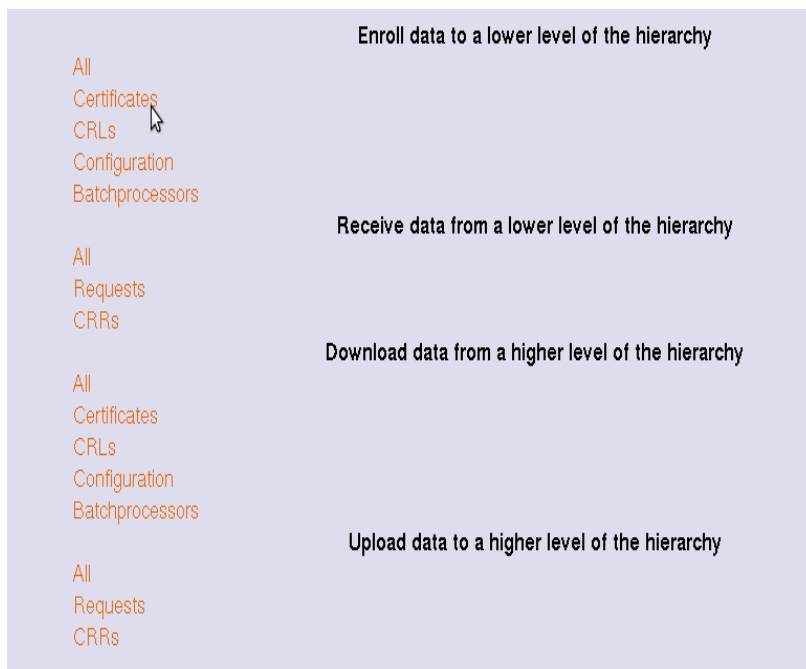 Enroll data to a lower level of the hierarchy
All
Certificates
CRLs
Configuration
Batchprocessors
Receive data from a lower level of the hierarchy
All
Requests
CRRs
Download data from a higher level of the hierarchy
All
Certificates
CRLs
Configuration
Batchprocessors
Upload data to a higher level of the hierarchy
All
Requests
CRRs